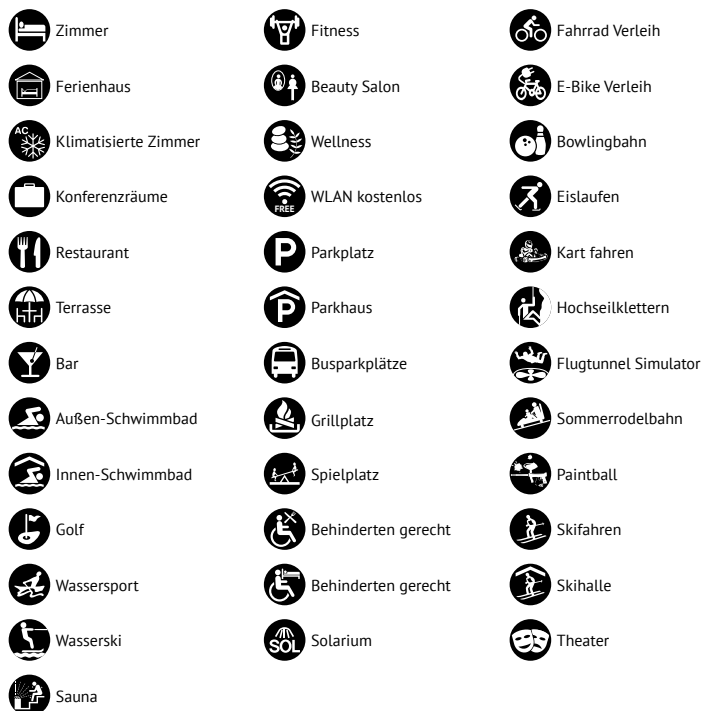 Zimmer
Ferienhaus
AC
Klimatisierte Zimmer
Konferenzräume
Restaurant
Terrasse
Bar
Außen-Schwimmbad
Innen-Schwimmbad
Golf
Wassersport
Wasserski
Sauna
Fitness
Beauty Salon
Wellness
FREE
WLAN kostenlos
P
Parkplatz
P
Parkhaus
Busparkplätze
Grillplatz
Spielplatz
Behinderten gerecht
Behinderten gerecht
SOL
Solarium
Fahrrad Verleih
E-Bike Verleih
Bowlingbahn
Eislaufen
Kart fahren
Hochseilklettern
Flugtunnel Simulator
Sommerrodelbahn
Paintball
Skifahren
Skihalle
Theater